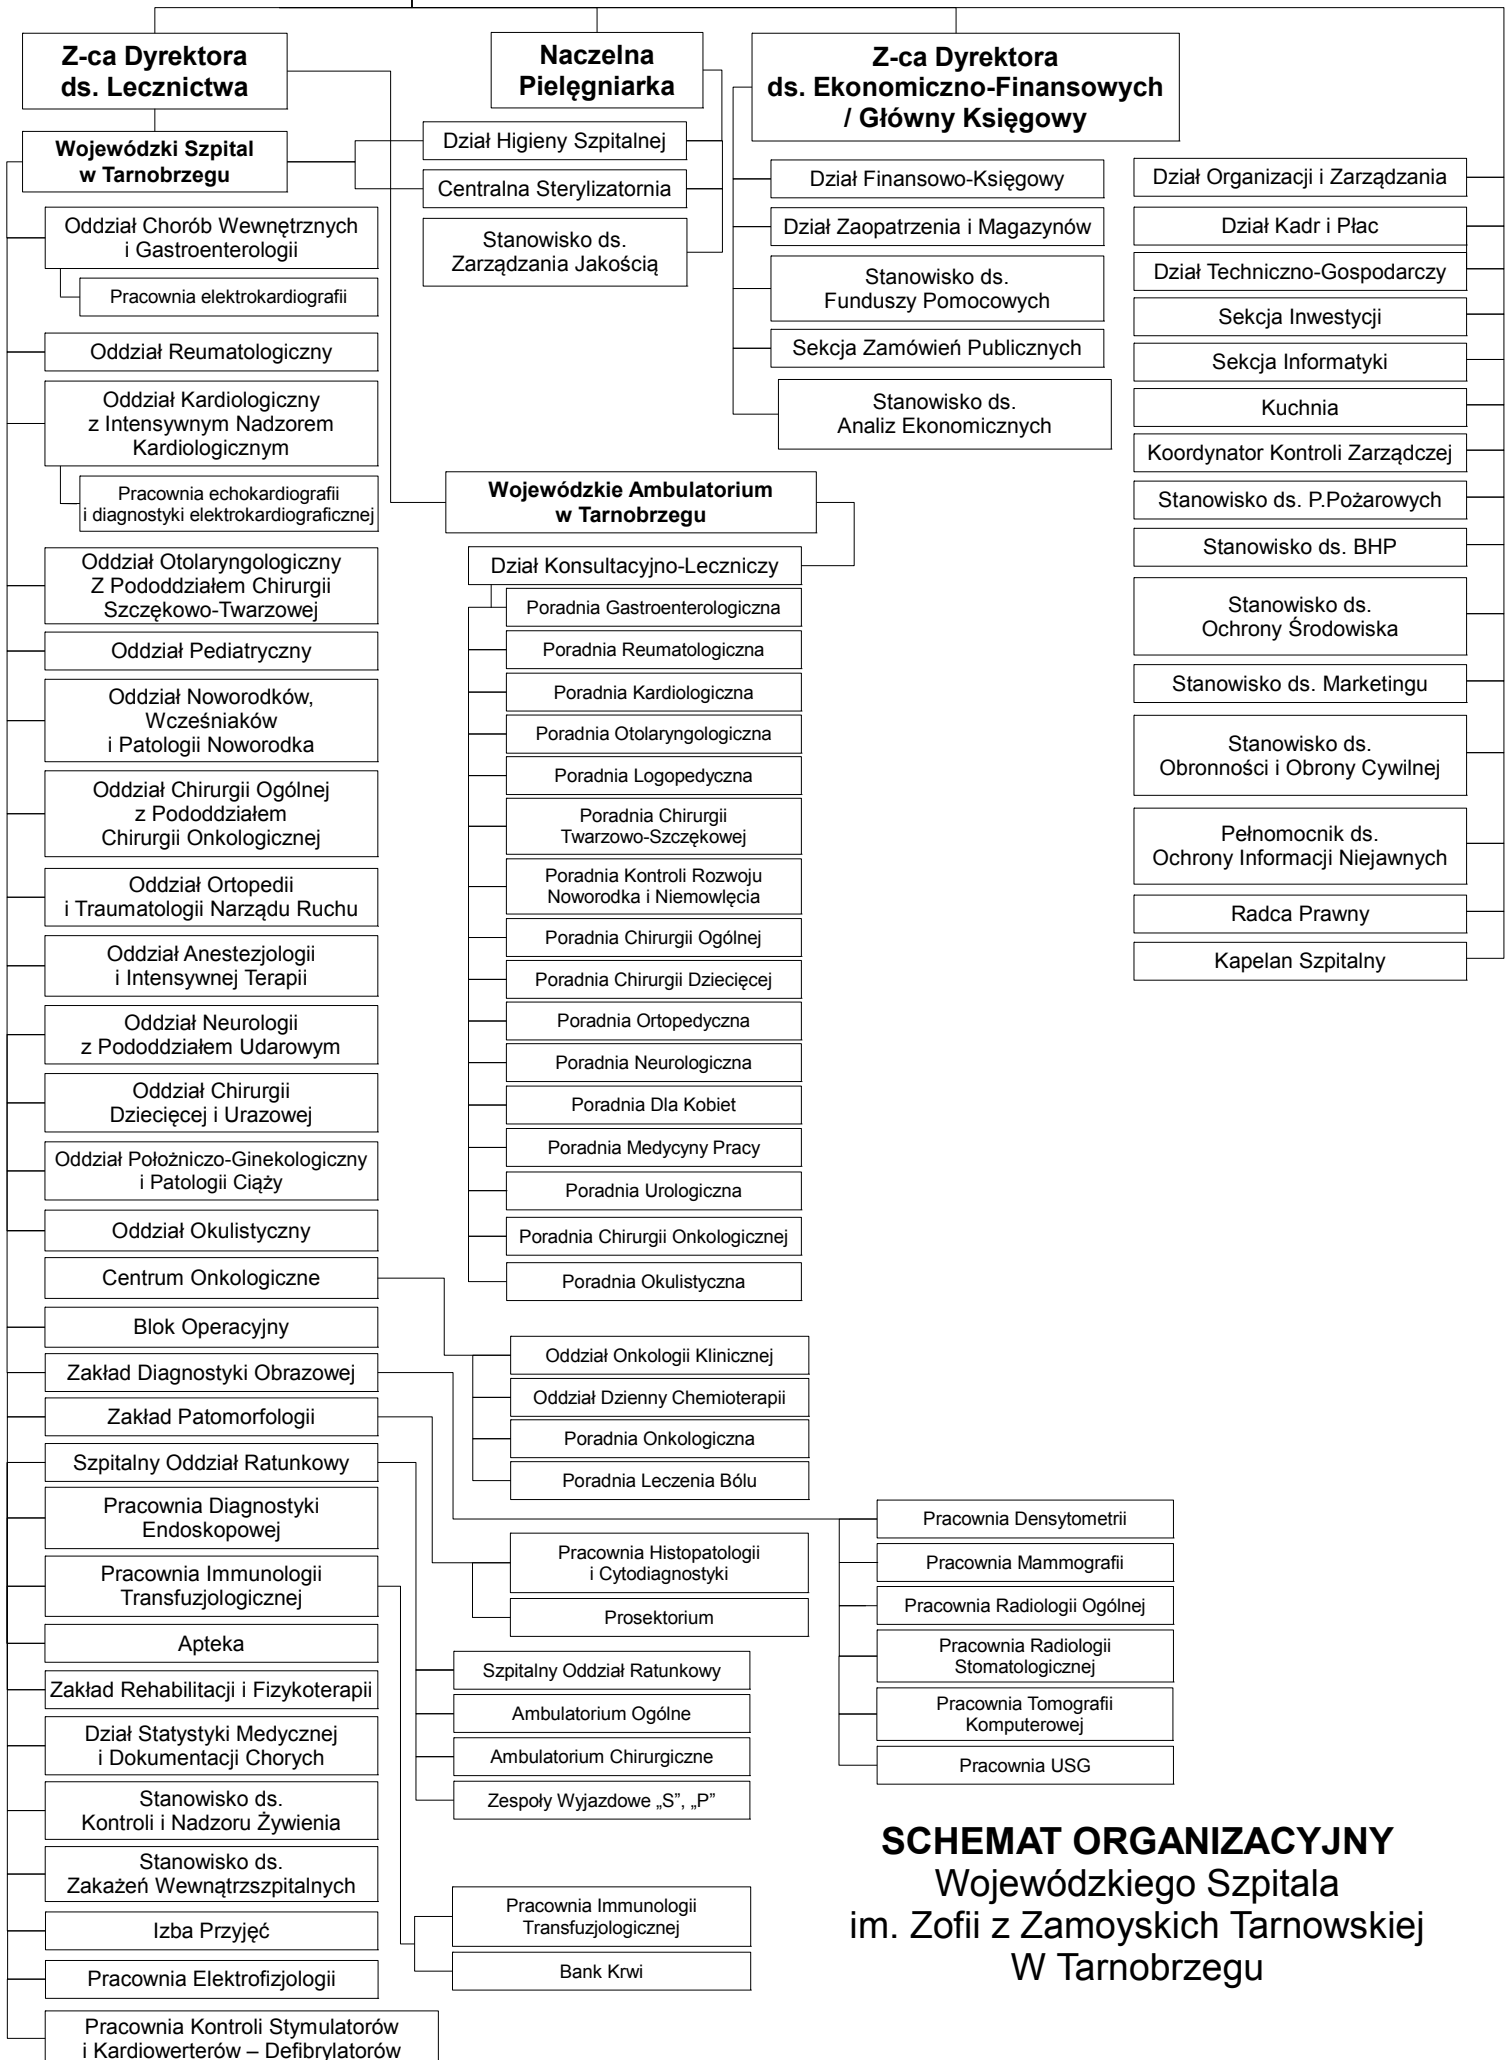 Z-ca Dyrektora
ds. Lecznictwa
Naczelna
Pielęgniarka
Z-ca Dyrektora
ds. Ekonomiczno-Finansowych
/ Główny Księgowy
Wojewódzki Szpital
w Tarnobrzegu
Oddział Chorób Wewnętrznych
i Gastroenterologii
Pracownia elektrokardiografii
Oddział Reumatologiczny
Oddział Kardiologiczny
z Intensywnym Nadzorem
Kardiologicznym
Pracownia echokardiografii
i diagnostyki elektrokardiograficznej
Oddział Otolaryngologiczny
Z Pododdziałem Chirurgii
Szczękowo-Twarzowej
Oddział Pediatryczny
Oddział Noworodków,
Wcześniaków
i Patologii Noworodka
Oddział Chirurgii Ogólnej
z Pododdziałem
Chirurgii Onkologicznej
Oddział Ortopedii
i Traumatologii Narządu Ruchu
Oddział Anestezjologii
i Intensywnej Terapii
Oddział Neurologii
z Pododdziałem Udarowym
Oddział Chirurgii
Dziecięcej i Urazowej
Oddział Położniczo-Ginekologiczny
i Patologii Ciąży
Oddział Okulistyczny
Centrum Onkologiczne
Blok Operacyjny
Zakład Diagnostyki Obrazowej
Zakład Patomorfologii
Szpitalny Oddział Ratunkowy
Pracownia Diagnostyki
Endoskopowej
Pracownia Immunologii
Transfuzjologicznej
Apteka
Zakład Rehabilitacji i Fizykoterapii
Dział Statystyki Medycznej
i Dokumentacji Chorych
Stanowisko ds.
Kontroli i Nadzoru Żywienia
Stanowisko ds.
Zakażeń Wewnątrzszpitalnych
Izba Przyjęć
Pracownia Elektrofizjologii
Pracownia Kontroli Stymulatorów
i Kardiowerterów – Defibrylatorów
Dział Higieny Szpitalnej
Centralna Sterylizatornia
Stanowisko ds.
Zarządzania Jakością
Wojewódzkie Ambulatorium
w Tarnobrzegu
Dział Konsultacyjno-Leczniczy
Poradnia Gastroenterologiczna
Poradnia Reumatologiczna
Poradnia Kardiologiczna
Poradnia Otolaryngologiczna
Poradnia Logopedyczna
Poradnia Chirurgii
Twarzowo-Szczękowej
Poradnia Kontroli Rozwoju
Noworodka i Niemowlęcia
Poradnia Chirurgii Ogólnej
Poradnia Chirurgii Dziecięcej
Poradnia Ortopedyczna
Poradnia Neurologiczna
Poradnia Dla Kobiet
Poradnia Medycyny Pracy
Poradnia Urologiczna
Poradnia Chirurgii Onkologicznej
Poradnia Okulistyczna
Oddział Onkologii Klinicznej
Oddział Dzienny Chemioterapii
Poradnia Onkologiczna
Poradnia Leczenia Bólu
Pracownia Histopatologii
i Cytodiagnostyki
Prosektorium
Szpitalny Oddział Ratunkowy
Ambulatorium Ogólne
Ambulatorium Chirurgiczne
Zespoły Wyjazdowe „S”, „P”
Pracownia Immunologii
Transfuzjologicznej
Bank Krwi
Dział Finansowo-Księgowy
Dział Zaopatrzenia i Magazynów
Stanowisko ds.
Funduszy Pomocowych
Sekcja Zamówień Publicznych
Stanowisko ds.
Analiz Ekonomicznych
Pracownia Densytometrii
Pracownia Mammografii
Pracownia Radiologii Ogólnej
Pracownia Radiologii
Stomatologicznej
Pracownia Tomografii
Komputerowej
Pracownia USG
Dział Organizacji i Zarządzania
Dział Kadr i Płac
Dział Techniczno-Gospodarczy
Sekcja Inwestycji
Sekcja Informatyki
Kuchnia
Koordynator Kontroli Zarządczej
Stanowisko ds. P.Pożarowych
Stanowisko ds. BHP
Stanowisko ds.
Ochrony Środowiska
Stanowisko ds. Marketingu
Stanowisko ds.
Obronności i Obrony Cywilnej
Pełnomocnik ds.
Ochrony Informacji Niejawnych
Radca Prawny
Kapelan Szpitalny
SCHEMAT ORGANIZACYJNY
Wojewódzkiego Szpitala
im. Zofii z Zamoyskich Tarnowskiej
W Tarnobrzegu